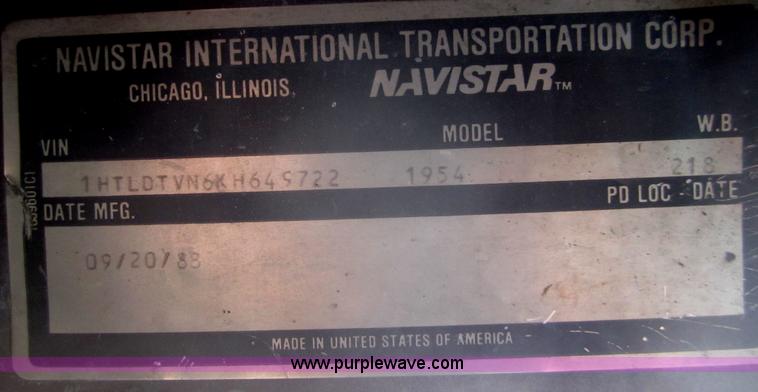 NAVISTAR INTERNATIONAL TRANSPORTATION CORP.
CHICAGO, ILLINOIS. NAVISTAR™
VIN MODEL W.B.
1HTLDTVN6KH649722 1954 218
DATE MFG. PD LOC - DATE
09/20/88
MADE IN UNITED STATES OF AMERICA
www.purplewave.com